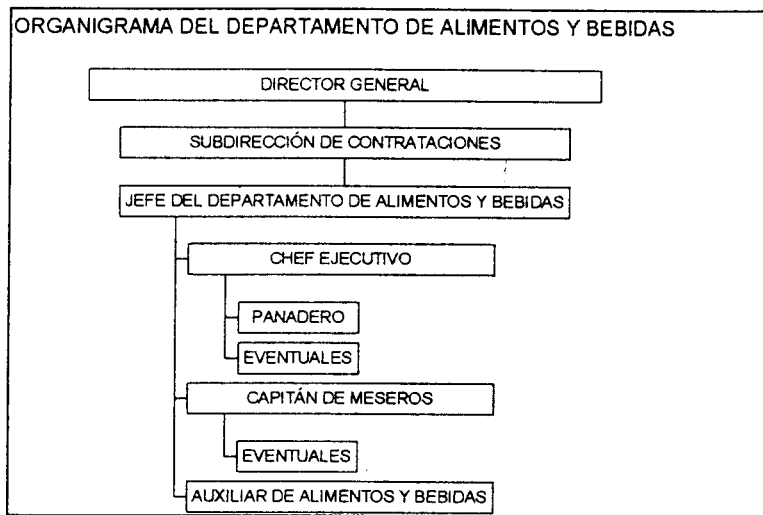 ORGANIGRAMA DEL DEPARTAMENTO DE ALIMENTOS Y BEBIDAS
DIRECTOR GENERAL
SUBDIRECCIÓN DE CONTRATACIONES
JEFE DEL DEPARTAMENTO DE ALIMENTOS Y BEBIDAS
CHEF EJECUTIVO
PANADERO
EVENTUALES
CAPITÁN DE MESEROS
EVENTUALES
AUXILIAR DE ALIMENTOS Y BEBIDAS